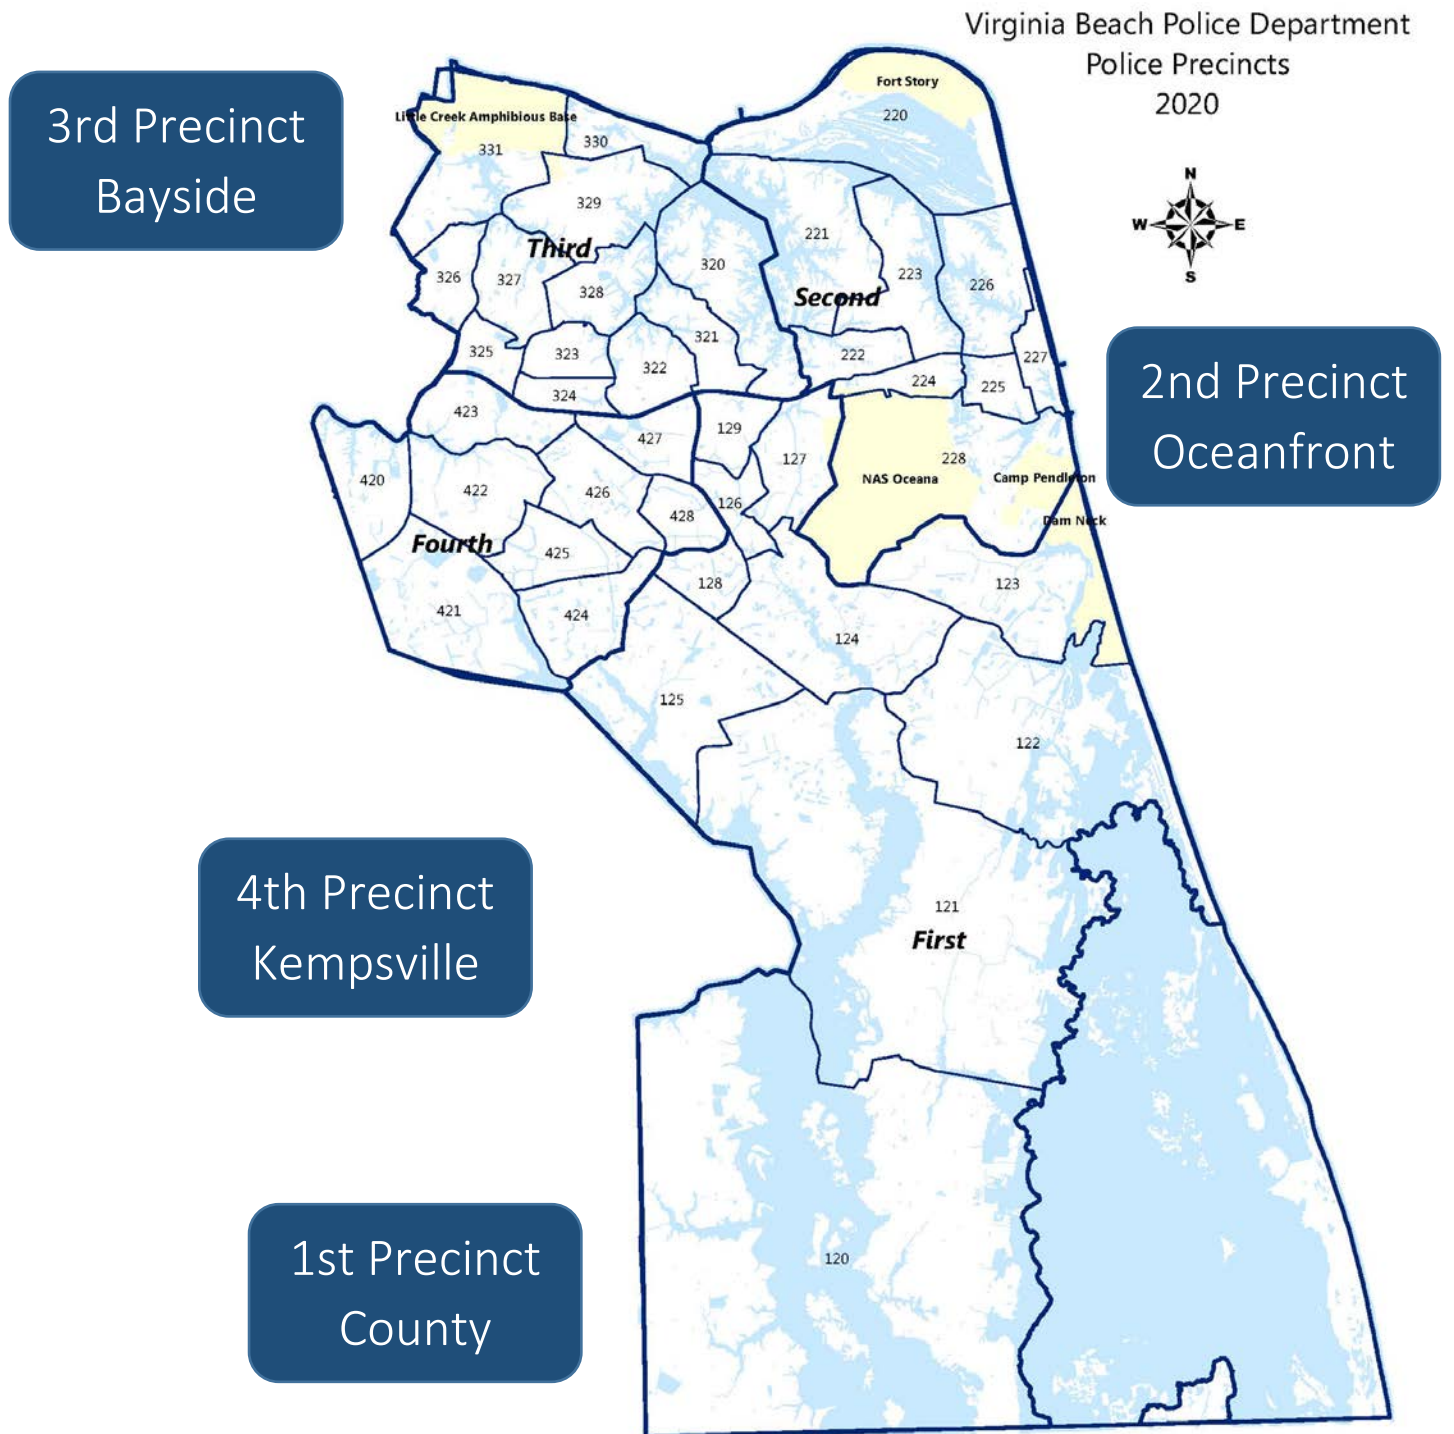 Virginia Beach Police Department
Police Precincts
2020
3rd Precinct
Bayside
2nd Precinct
Oceanfront
4th Precinct
Kempsville
1st Precinct
County
N
W E
S
Fort Story
220
Little Creek Amphibious Base
331
330
329
Third
326
327
328
320
325
323
322
321
324
221
223
226
Second
222
224
225
227
228
NAS Oceana
Camp Pendleton
Dam Neck
423
427
420
422
426
428
Fourth
425
421
424
129
127
126
128
123
124
125
122
121
First
120